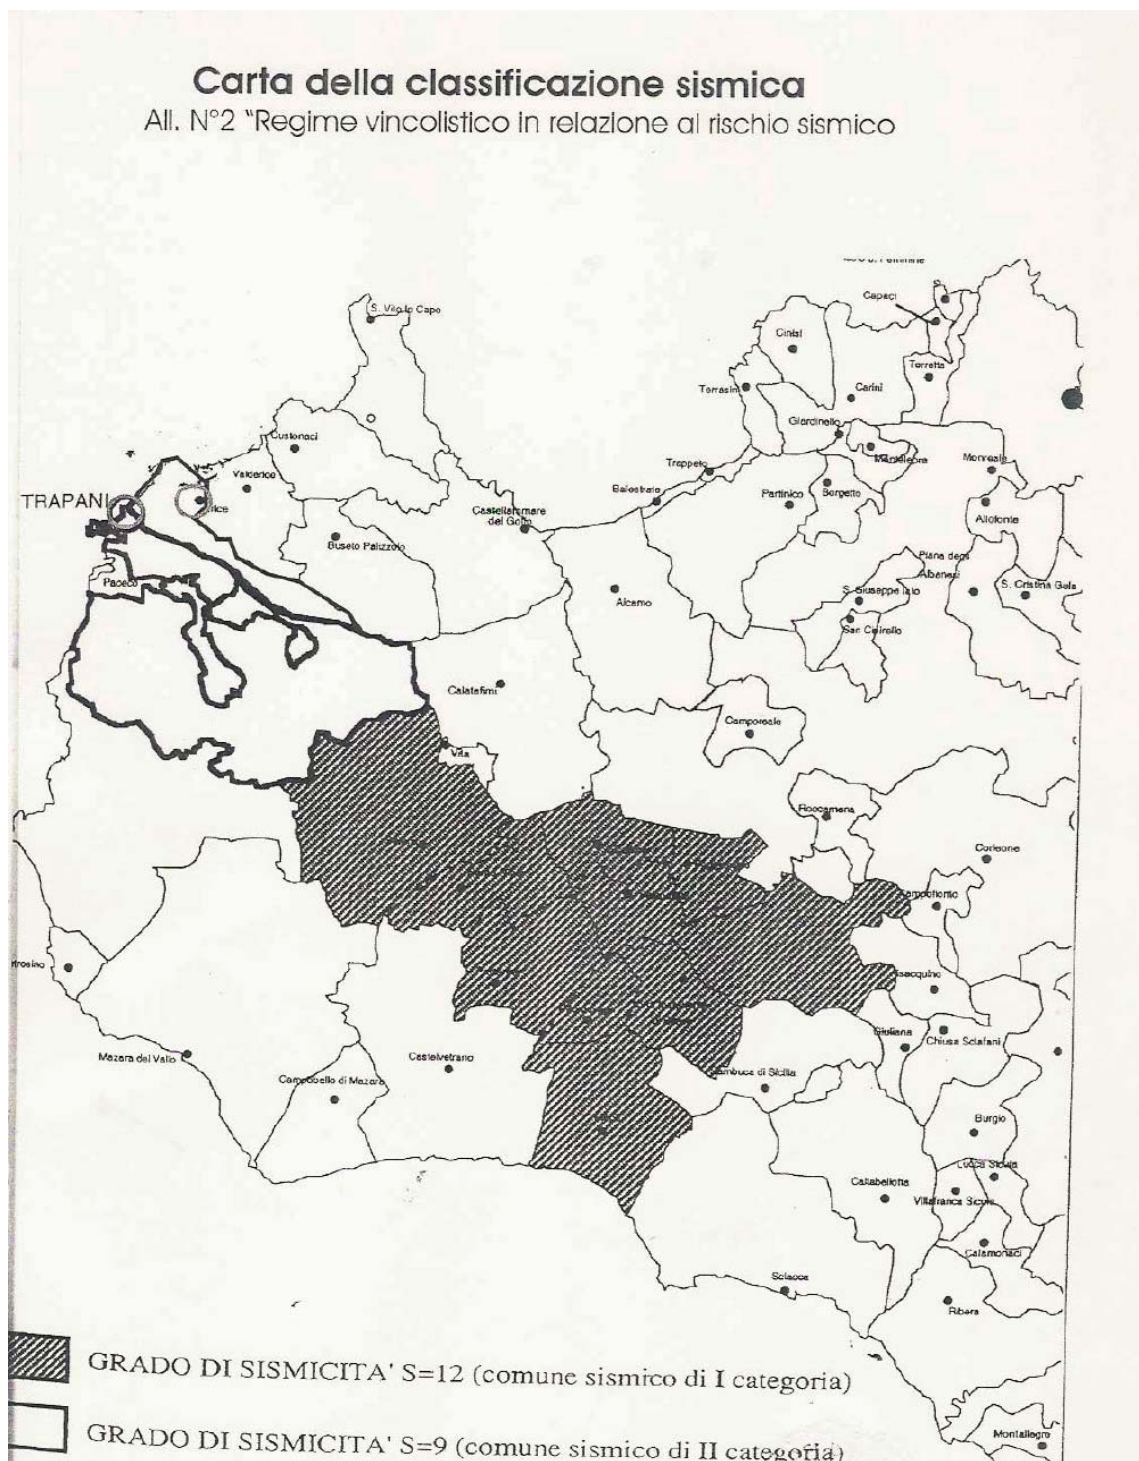 Carta della classificazione sismica
All. N°2 "Regime vincolistico in relazione al rischio sismico
Capaci
S. Vito lo Capo
Cinisi
Torretta
Terrasini
Carini
Giardinello
Custonaci
Montelepre
Monreale
Trappeto
Valderice
TRAPANI
Balestrate
Partinico
Borgetto
Castellammare
del Golfo
Altofonte
Buseto Palizzolo
Piana degli
Albanesi
Paceco
S. Cristina Gela
S. Giuseppe Iato
Alcamo
San Cipirello
Calatafimi
Camporeale
Vita
Roccamena
Corleone
Campofiorito
Mazara del Vallo
Castelvetrano
Giuliana
Chiusa Sclafani
Campobello di Mazara
Sambuca di Sicilia
Burgio
Lucca Sicula
Caltabellotta
Villafranca Sicula
Calamonaci
Sciacca
Ribera
GRADO DI SISMICITA' S=12 (comune sismico di I categoria)
Montallegro
GRADO DI SISMICITA' S=9 (comune sismico di II categoria)